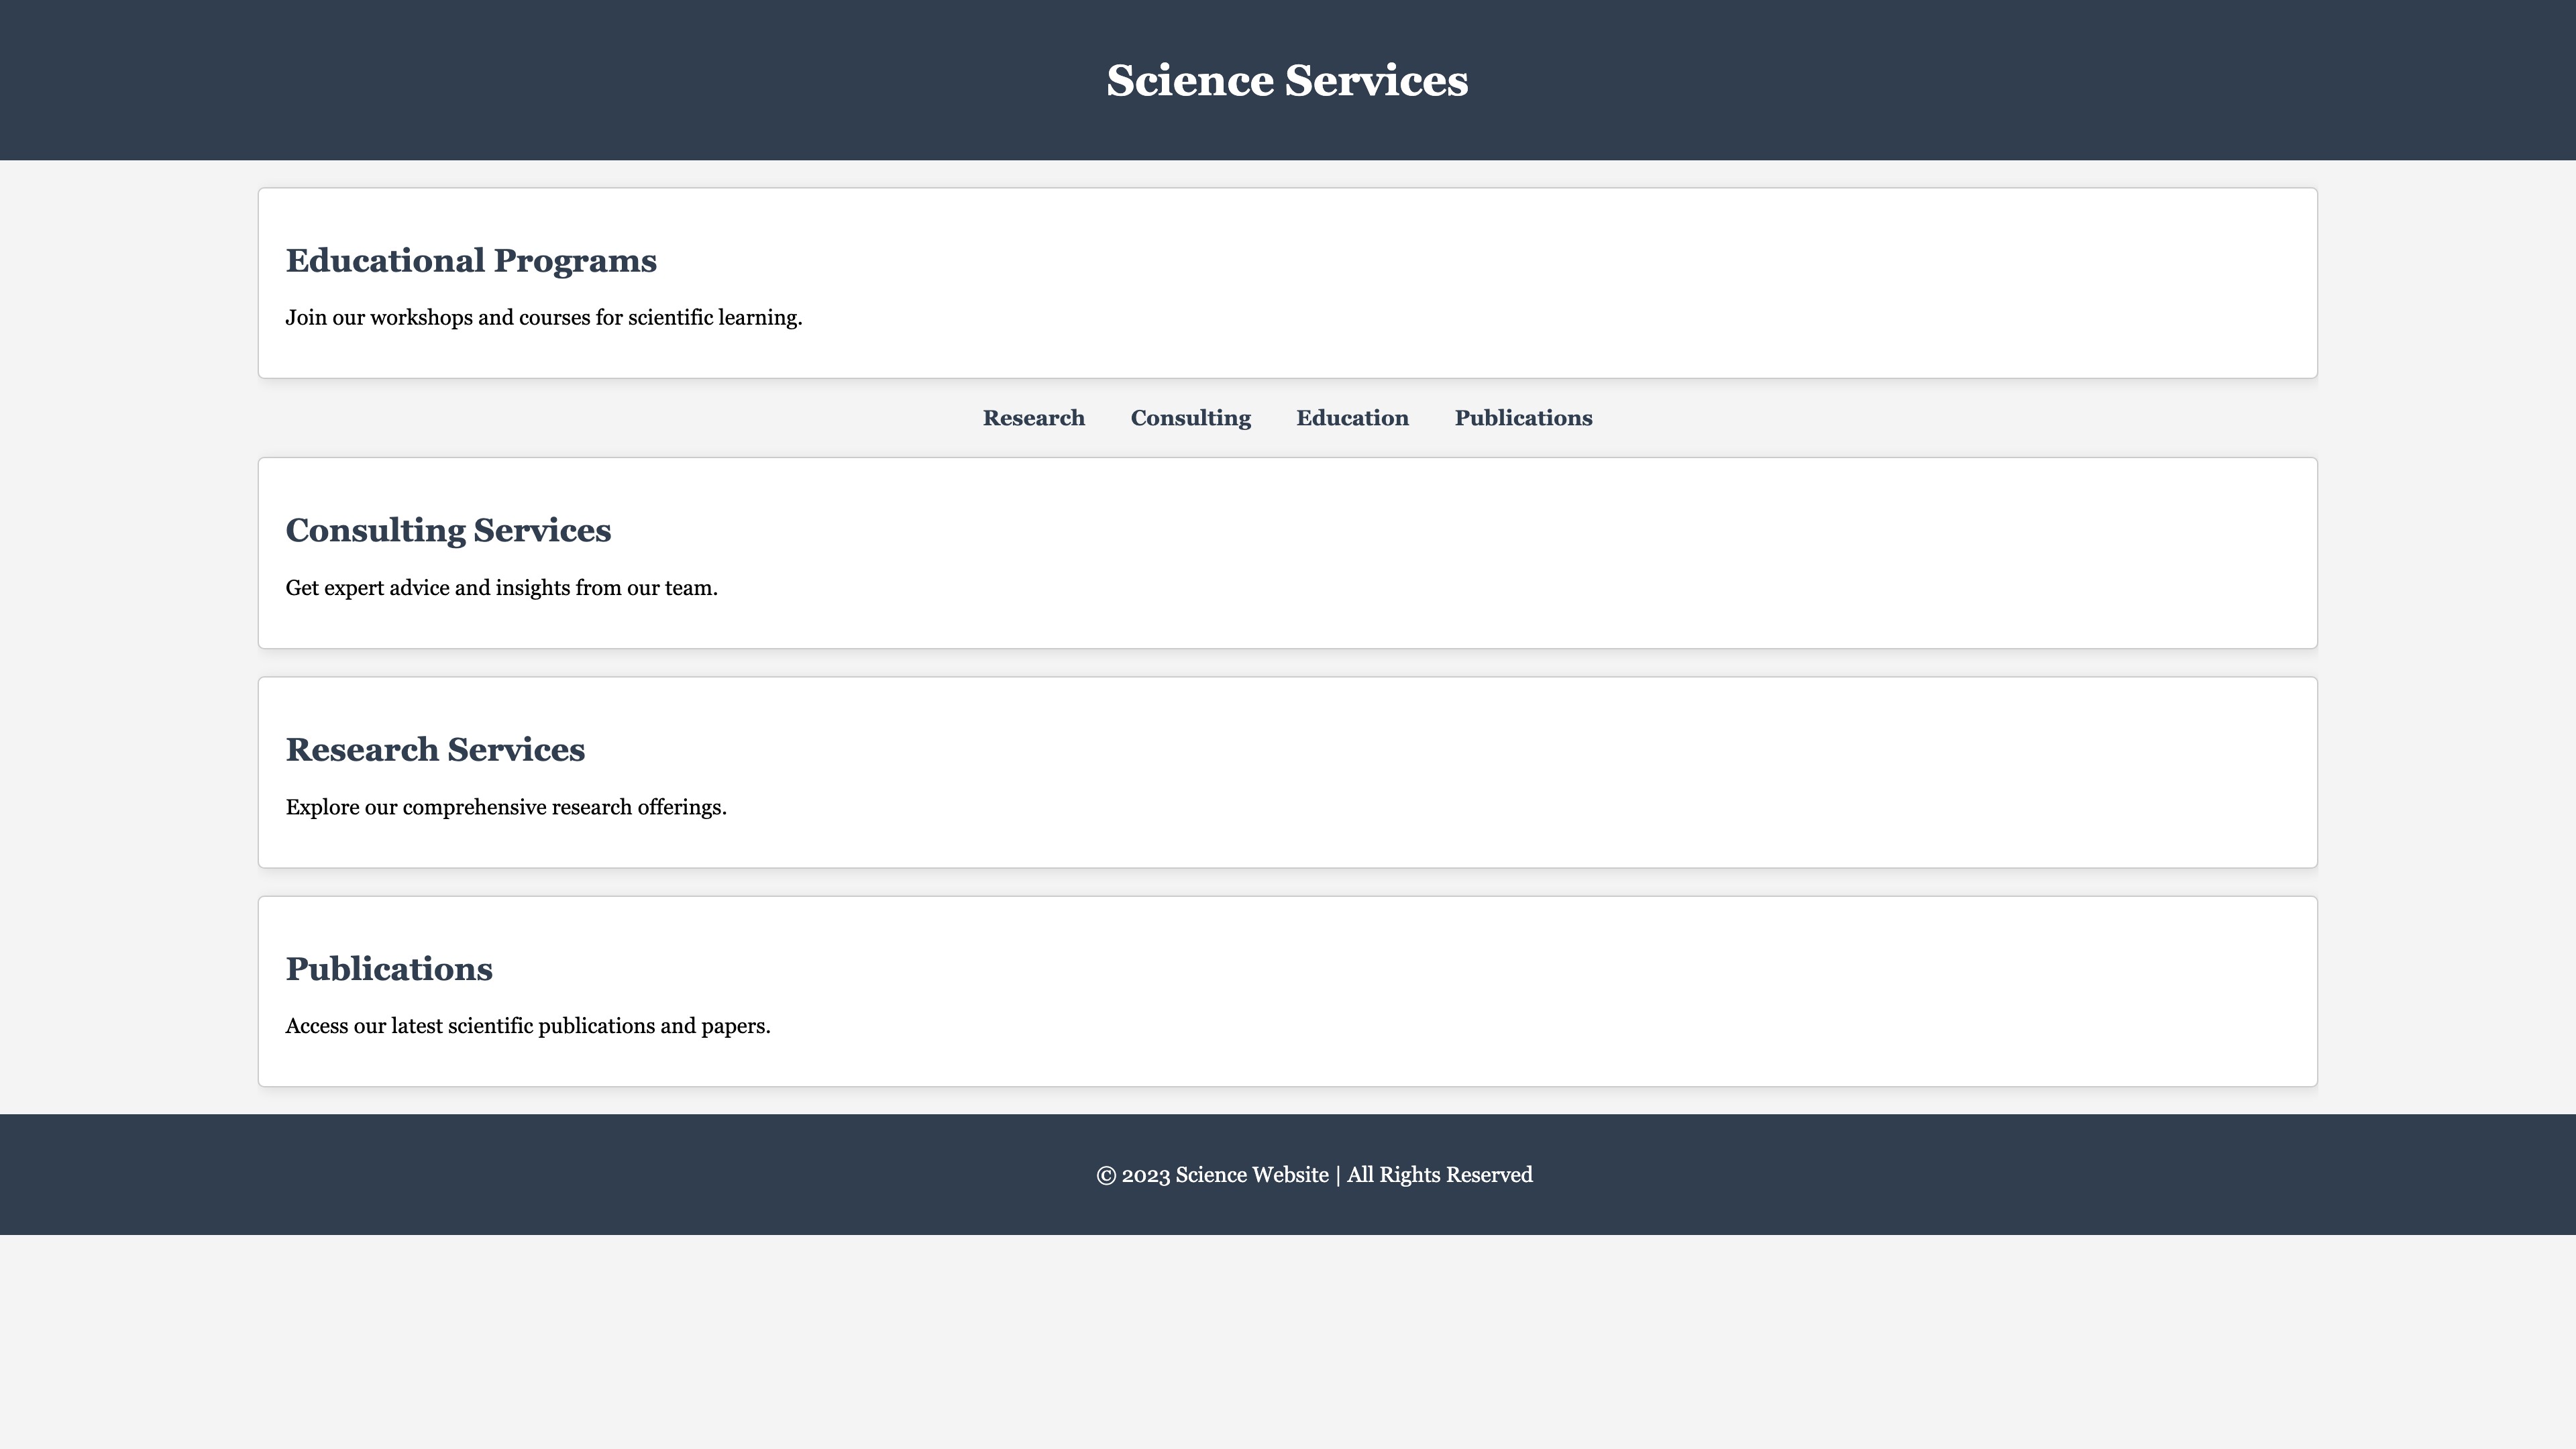 Science Services
Educational Programs
Join our workshops and courses for scientific learning.
Research Consulting Education Publications
Consulting Services
Get expert advice and insights from our team.
Research Services
Explore our comprehensive research offerings.
Publications
Access our latest scientific publications and papers.
© 2023 Science Website | All Rights Reserved